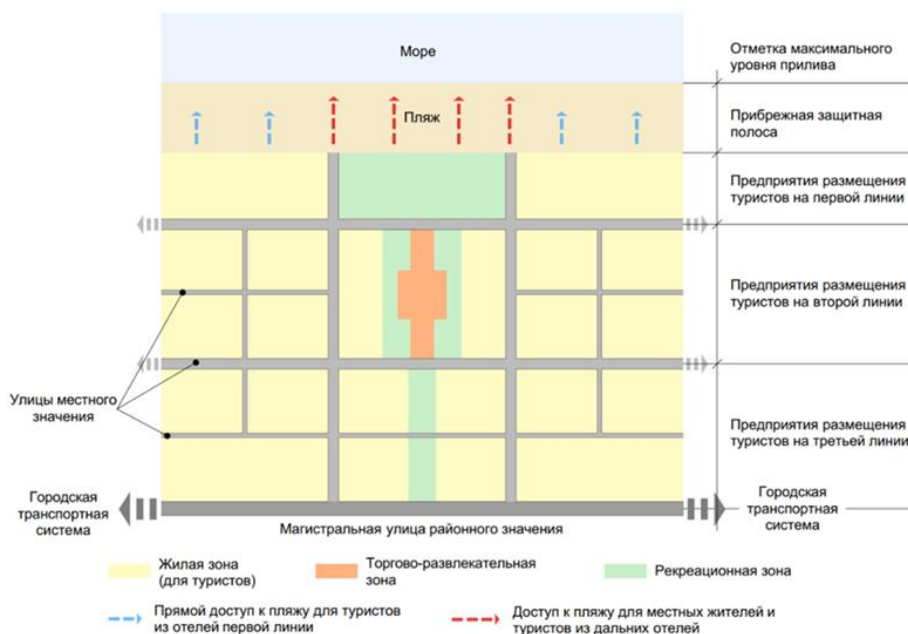 Море
Отметка максимального
уровня прилива
Пляж
Прибрежная защитная
полоса
Предприятия размещения
туристов на первой линии
Предприятия размещения
туристов на второй линии
Улицы местного
значения
Предприятия размещения
туристов на третьей линии
Городская
транспортная
система
Магистральная улица районного значения
Городская
транспортная
система
Жилая зона
(для туристов)
Торгово-развлекательная
зона
Рекреационная зона
Прямой доступ к пляжу для туристов
из отелей первой линии
Доступ к пляжу для местных жителей и
туристов из дальних отелей